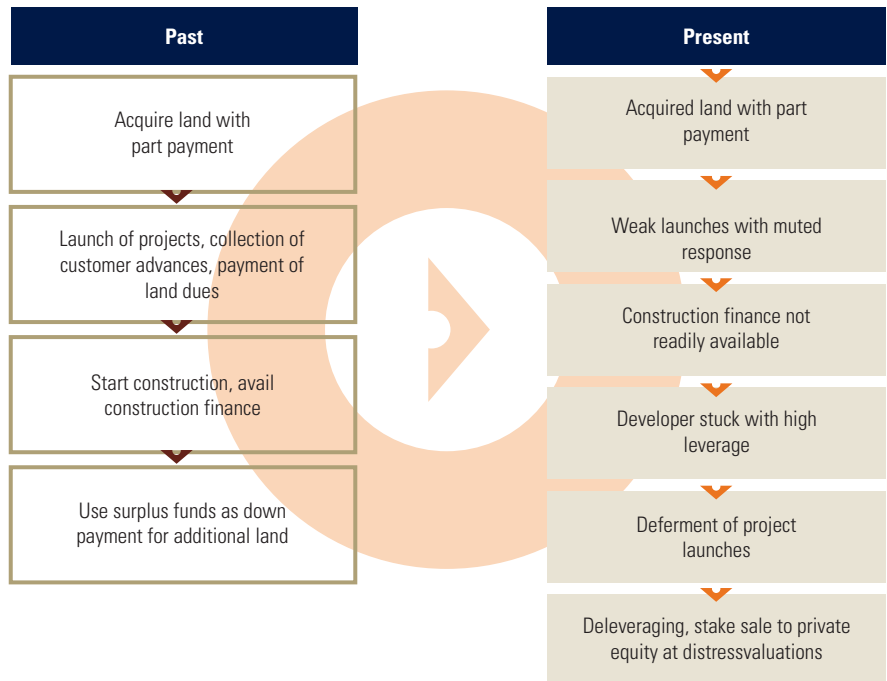 Past
Acquire land with
part payment
Launch of projects, collection of
customer advances, payment of
land dues
Start construction, avail
construction finance
Use surplus funds as down
payment for additional land
Present
Acquired land with part
payment
Weak launches with muted
response
Construction finance not
readily available
Developer stuck with high
leverage
Deferment of project
launches
Deleveraging, stake sale to private
equity at distressvaluations